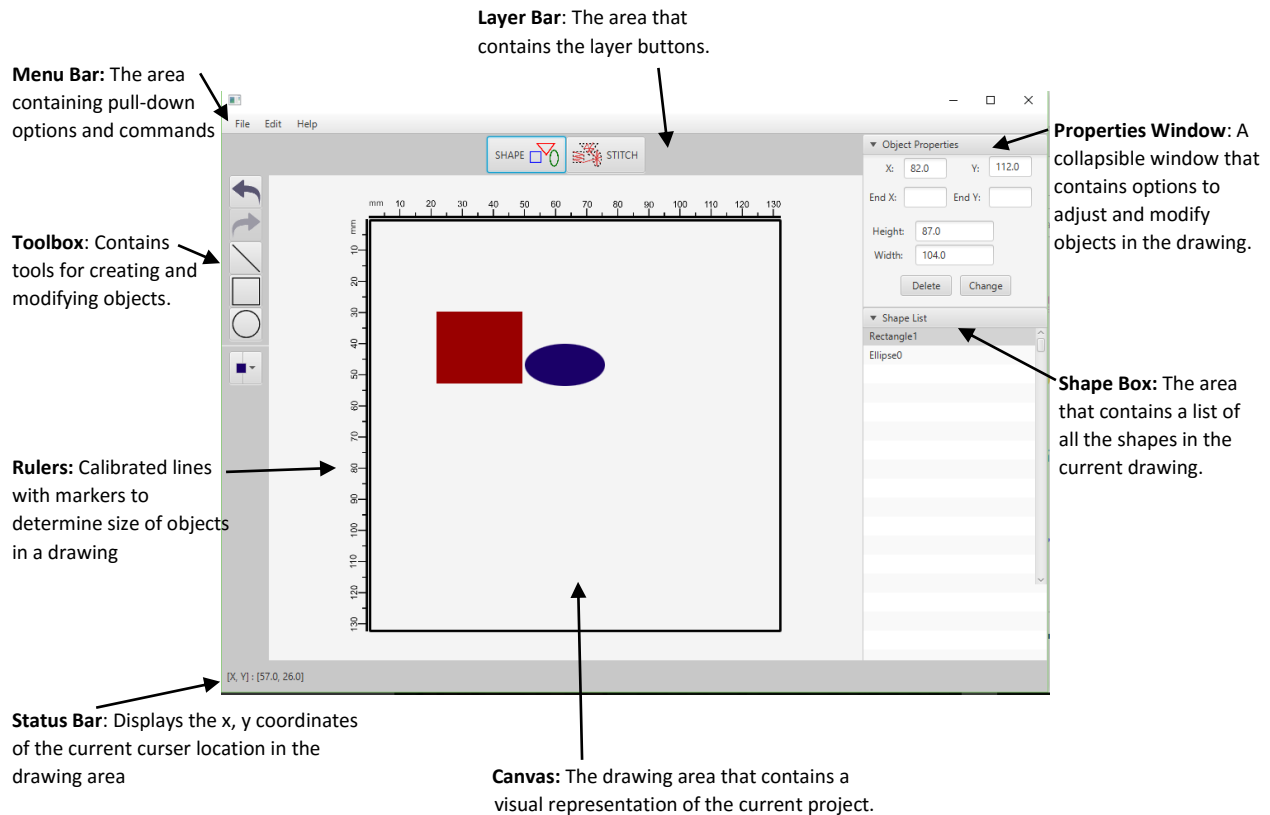 Layer Bar: The area that
contains the layer buttons.
Menu Bar: The area
containing pull-down
options and commands
File Edit Help
SHAPE STITCH
Object Properties
X: 82.0 Y: 112.0
End X: End Y:
Height: 87.0
Width: 104.0
Delete Change
Shape List
Rectangle1
Ellipse0
Properties Window: A
collapsible window that
contains options to
adjust and modify
objects in the drawing.
Toolbox: Contains
tools for creating and
modifying objects.
mm 10 20 30 40 50 60 70 80 90 100 110 120 130
mm
10
20
30
40
50
60
70
80
90
100
110
120
130
Shape Box: The area
that contains a list of
all the shapes in the
current drawing.
Rulers: Calibrated lines
with markers to
determine size of objects
in a drawing
[X, Y] : [57.0, 26.0]
Status Bar: Displays the x, y coordinates
of the current curser location in the
drawing area
Canvas: The drawing area that contains a
visual representation of the current project.